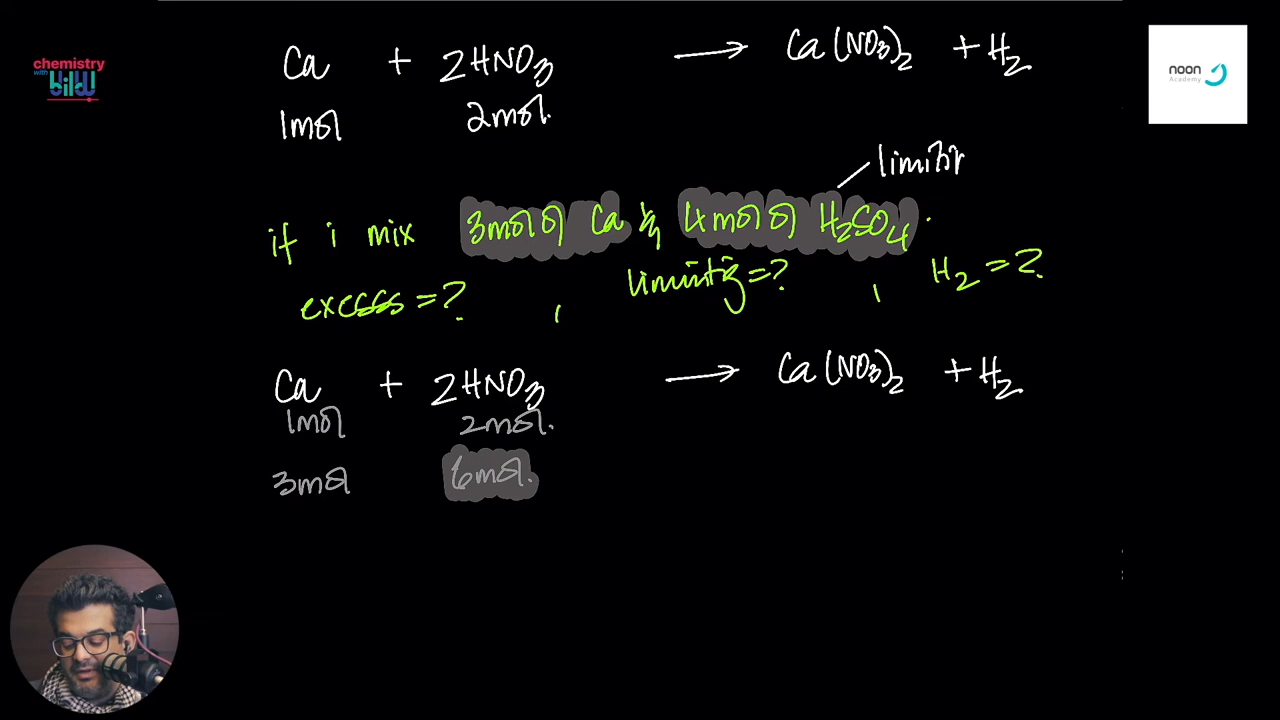 chemistry
with
bilal
noon
Academy
Ca + 2HNO3 → Ca(NO3)2 + H2
1mol 2mol.
limiting
if i mix 3mol of Ca & 4mol of H2SO4.
excess=? , limiting=? , H2=?
Ca + 2HNO3 → Ca(NO3)2 + H2
1mol 2mol.
3mol 6mol.